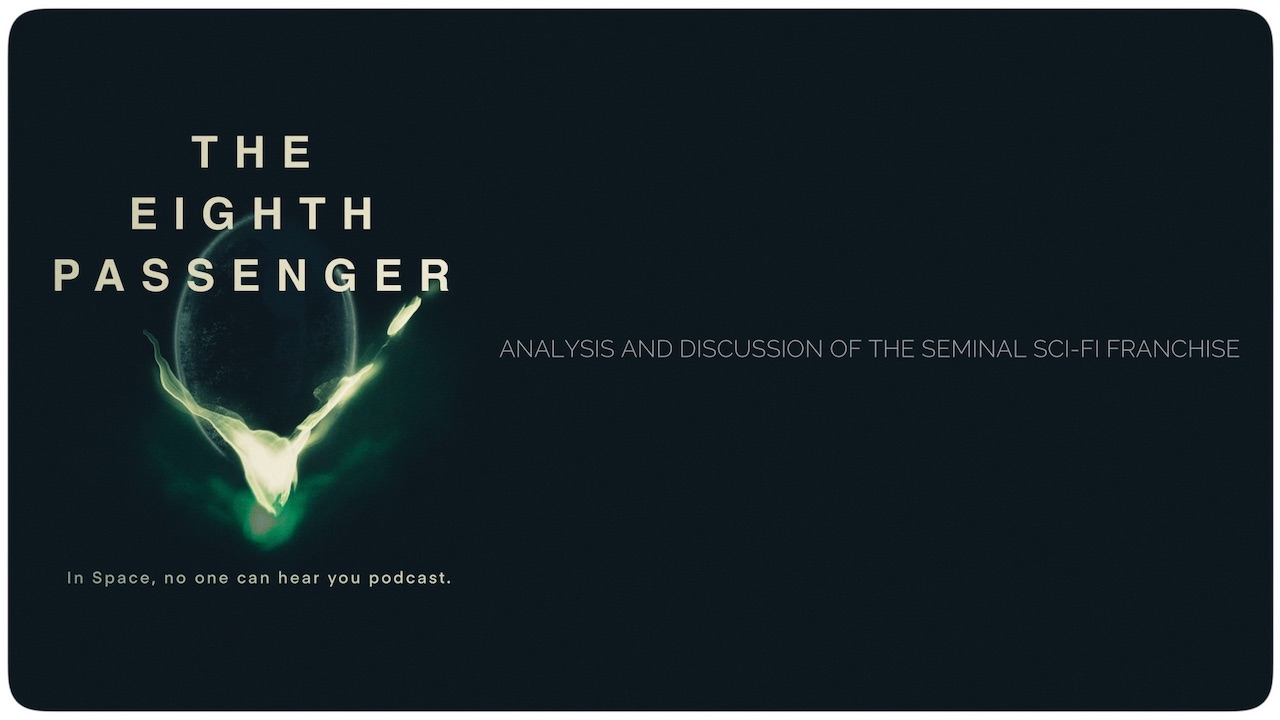 THE
EIGHTH
PASSENGER
ANALYSIS AND DISCUSSION OF THE SEMINAL SCI-FI FRANCHISE
In Space, no one can hear you podcast.